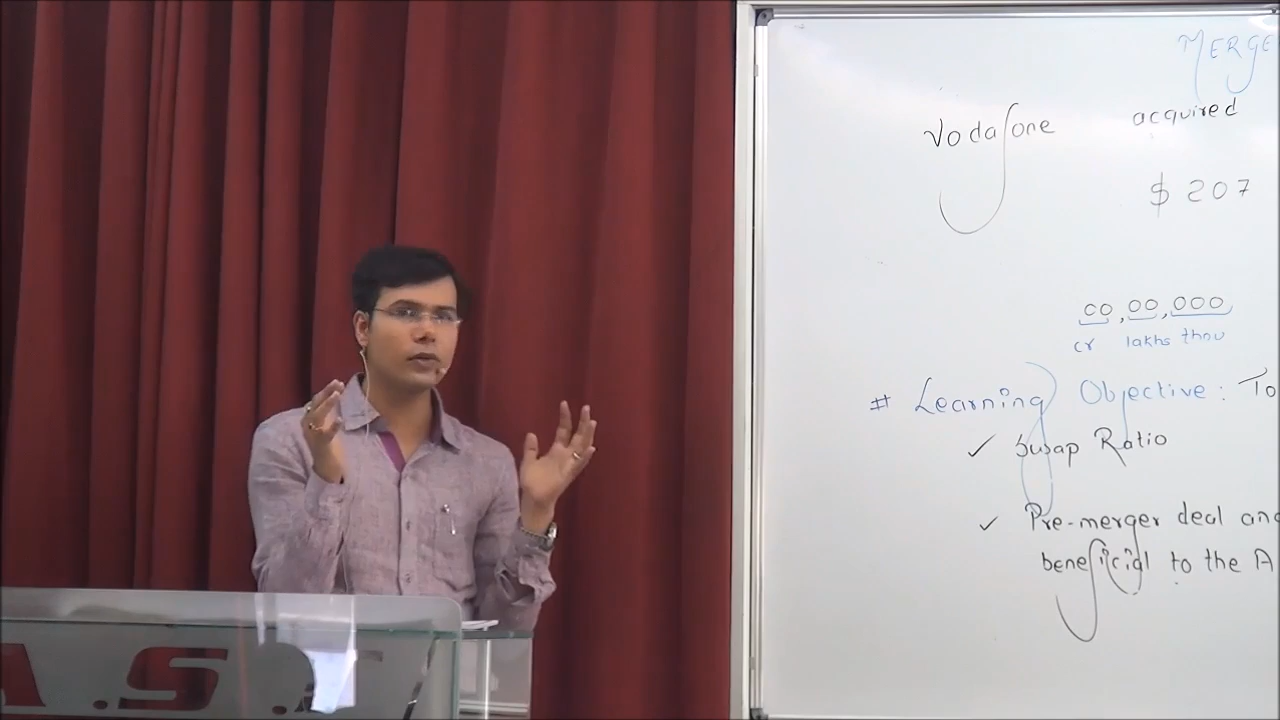 MERGE
Vodafone acquired
$ 207
00,00,000
cr lakhs thou
# Learning Objective: To
✓ Swap Ratio
✓ Pre-merger deal and
beneficial to the A
A.S.